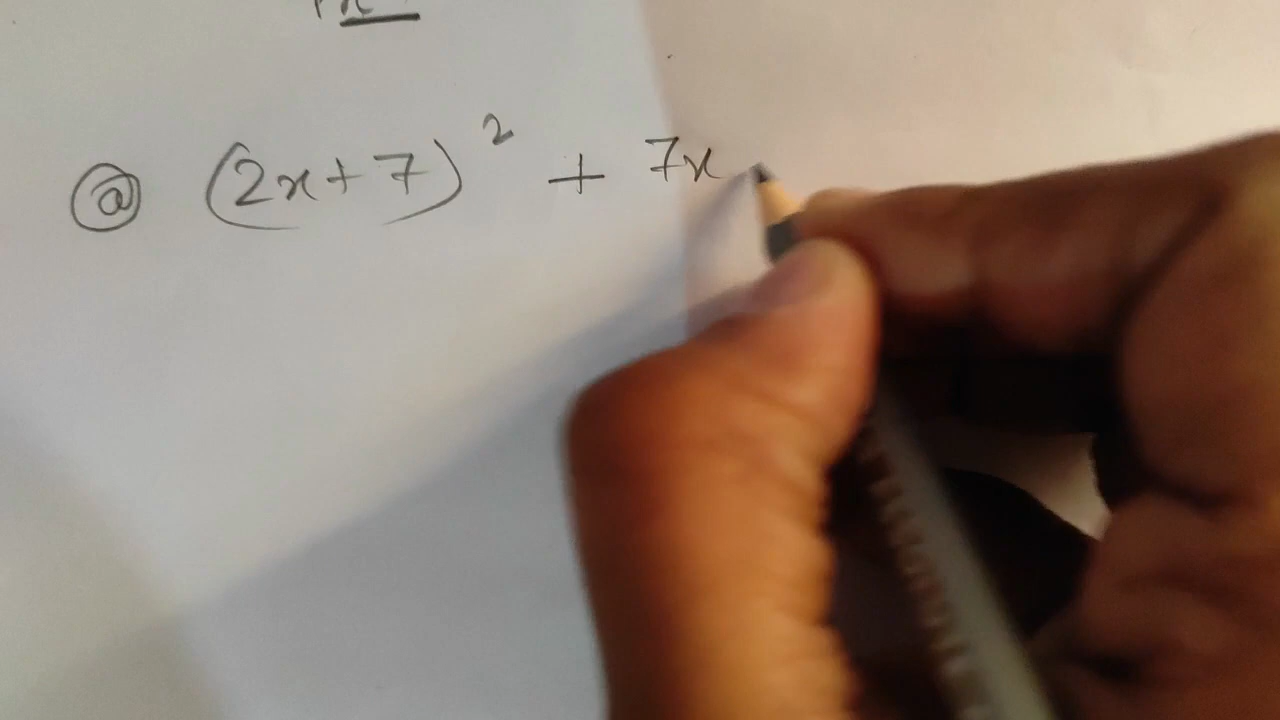 ⓐ (2x+7)² + 7x